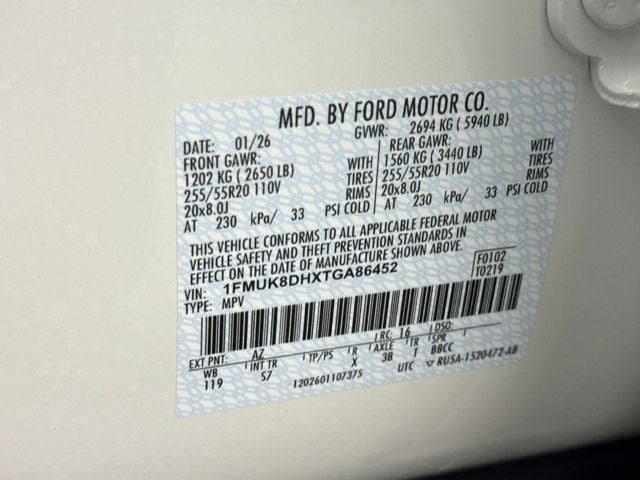 MFD. BY FORD MOTOR CO.
DATE: 01/26 GVWR: 2694 KG ( 5940 LB)
FRONT GAWR: REAR GAWR:
1202 KG ( 2650 LB) WITH 1560 KG ( 3440 LB) WITH
255/55R20 110V TIRES 255/55R20 110V TIRES
20x8.0J RIMS 20x8.0J RIMS
AT 230 kPa/ 33 PSI COLD AT 230 kPa/ 33 PSI COLD
THIS VEHICLE CONFORMS TO ALL APPLICABLE FEDERAL MOTOR
VEHICLE SAFETY AND THEFT PREVENTION STANDARDS IN
EFFECT ON THE DATE OF MANUFACTURE SHOWN ABOVE.
VIN: 1FMUK8DHXTGA86452 F0102
TYPE: MPV T0219
EXT PNT: AZ RC: 16 DSO:
WB INT TR TP/PS R AXLE TR SPR
119 S7 X 3B T BBCC
1202601107375 UTC ▽ RU5A-1520472-AB